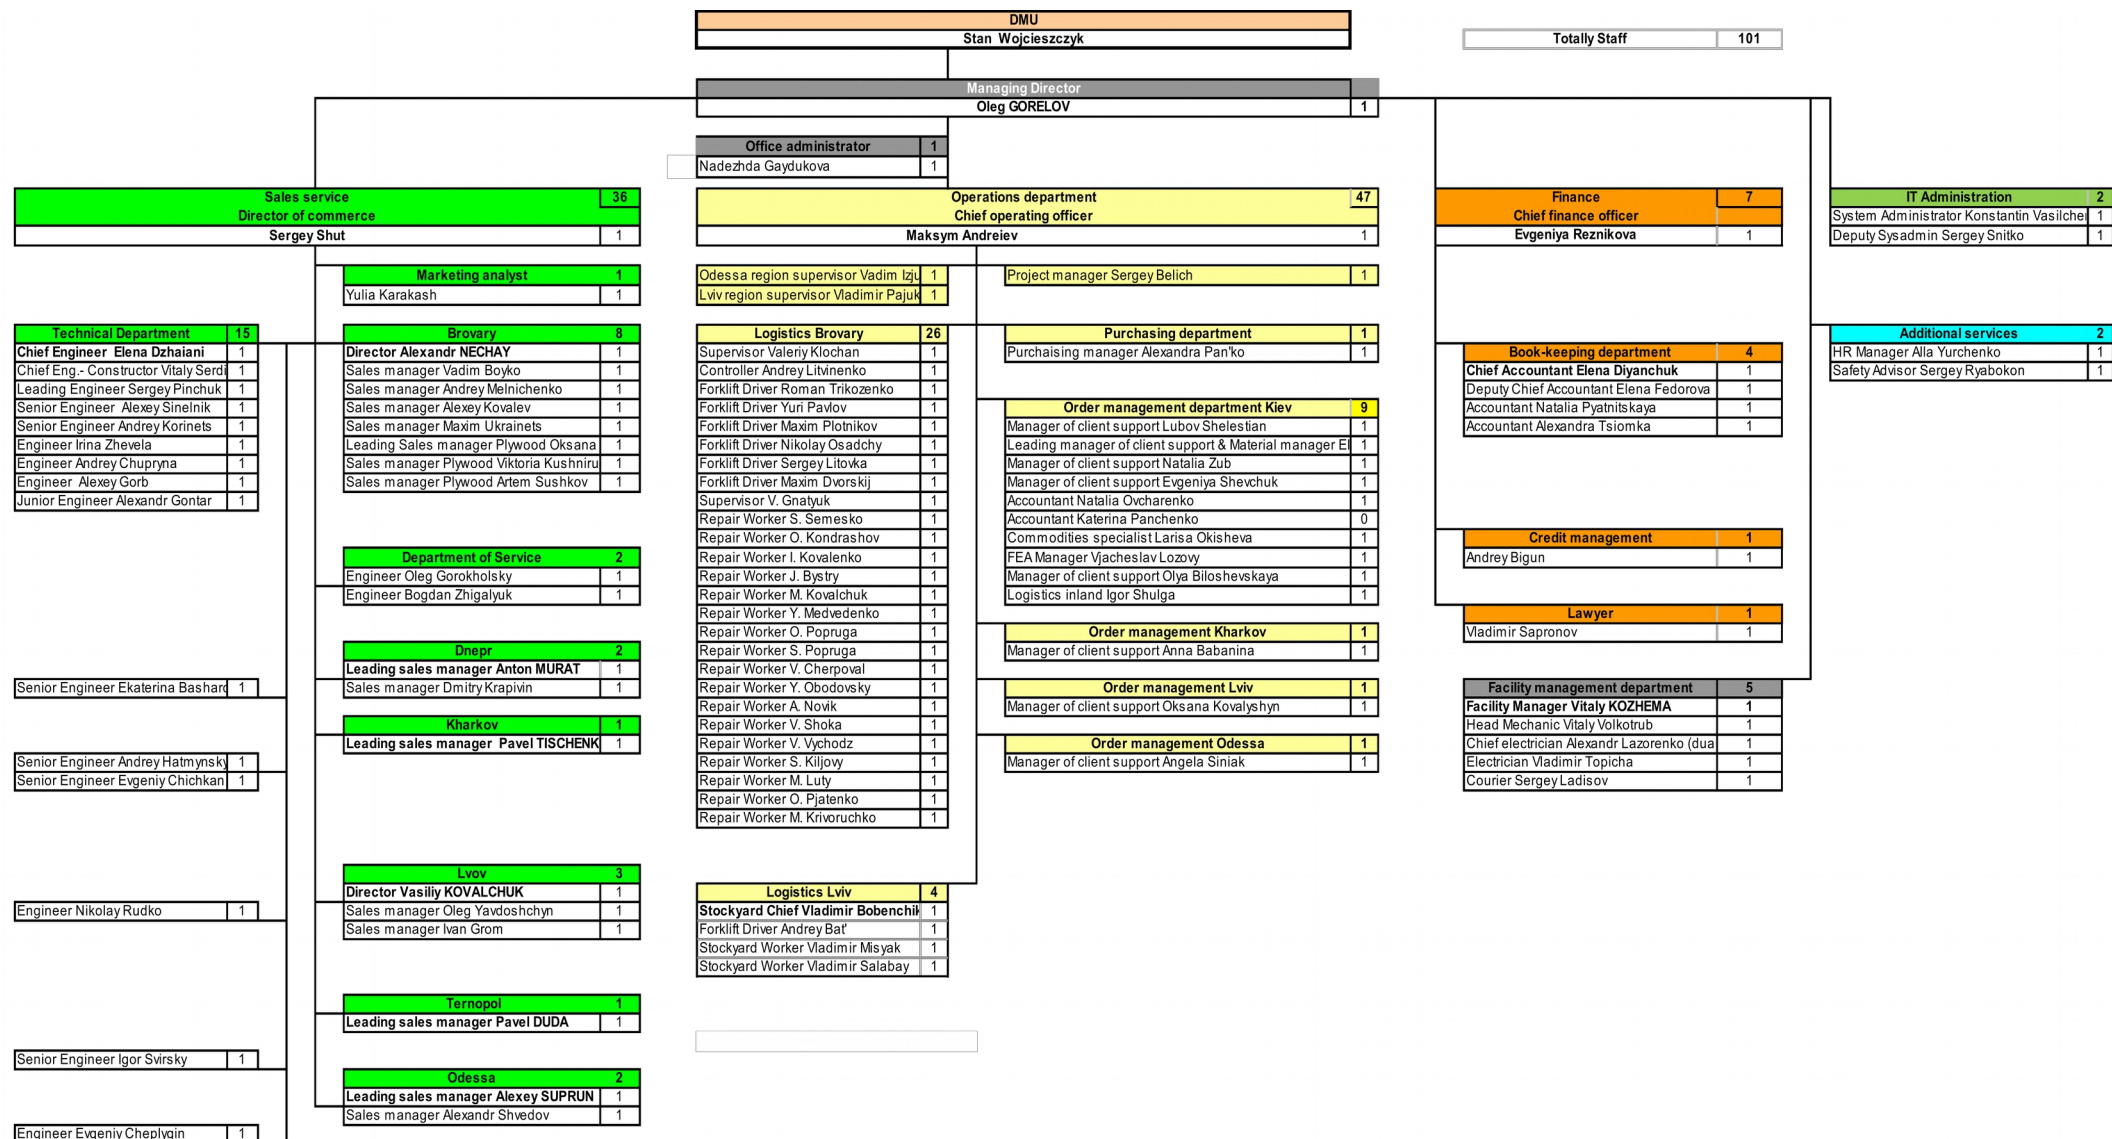 DMU
Stan Wojcieszczyk
Totally Staff 101
Managing Director
Oleg GORELOV 1
Office administrator 1
Nadezhda Gaydukova 1
Sales service 36
Director of commerce
Sergey Shut 1
Marketing analyst 1
Yulia Karakash 1
Technical Department 15
Chief Engineer Elena Dzhaiani 1
Chief Eng.- Constructor Vitaly Serdi 1
Leading Engineer Sergey Pinchuk 1
Senior Engineer Alexey Sinelnik 1
Senior Engineer Andrey Korinets 1
Engineer Irina Zhevela 1
Engineer Andrey Chupryna 1
Engineer Alexey Gorb 1
Junior Engineer Alexandr Gontar 1
Senior Engineer Ekaterina Bashard 1
Senior Engineer Andrey Hatmynsky 1
Senior Engineer Evgeniy Chichkan 1
Engineer Nikolay Rudko 1
Senior Engineer Igor Svirsky 1
Engineer Evgeniy Cheplygin 1
Brovary 8
Director Alexandr NECHAY 1
Sales manager Vadim Boyko 1
Sales manager Andrey Melnichenko 1
Sales manager Alexey Kovalev 1
Sales manager Maxim Ukrainets 1
Leading Sales manager Plywood Oksana 1
Sales manager Plywood Viktoria Kushniru 1
Sales manager Plywood Artem Sushkov 1
Department of Service 2
Engineer Oleg Gorokholsky 1
Engineer Bogdan Zhigalyuk 1
Dnepr 2
Leading sales manager Anton MURAT 1
Sales manager Dmitry Krapivin 1
Kharkov 1
Leading sales manager Pavel TISCHENK 1
Lvov 3
Director Vasiliy KOVALCHUK 1
Sales manager Oleg Yavdoshchyn 1
Sales manager Ivan Grom 1
Ternopol 1
Leading sales manager Pavel DUDA 1
Odessa 2
Leading sales manager Alexey SUPRUN 1
Sales manager Alexandr Shvedov 1
Operations department 47
Chief operating officer
Maksym Andreiev 1
Odessa region supervisor Vadim Izju 1
Lviv region supervisor Vladimir Pajuk 1
Logistics Brovary 26
Supervisor Valeriy Klochan 1
Controller Andrey Litvinenko 1
Forklift Driver Roman Trikozenko 1
Forklift Driver Yuri Pavlov 1
Forklift Driver Maxim Plotnikov 1
Forklift Driver Nikolay Osadchy 1
Forklift Driver Sergey Litovka 1
Forklift Driver Maxim Dvorskij 1
Supervisor V. Gnatyuk 1
Repair Worker S. Semesko 1
Repair Worker O. Kondrashov 1
Repair Worker I. Kovalenko 1
Repair Worker J. Bystry 1
Repair Worker M. Kovalchuk 1
Repair Worker Y. Medvedenko 1
Repair Worker O. Popruga 1
Repair Worker S. Popruga 1
Repair Worker V. Cherpoval 1
Repair Worker Y. Obodovsky 1
Repair Worker A. Novik 1
Repair Worker V. Shoka 1
Repair Worker V. Vychodz 1
Repair Worker S. Kiljovy 1
Repair Worker M. Luty 1
Repair Worker O. Pjatenko 1
Repair Worker M. Krivoruchko 1
Logistics Lviv 4
Stockyard Chief Vladimir Bobenchik 1
Forklift Driver Andrey Bat' 1
Stockyard Worker Vladimir Misyak 1
Stockyard Worker Vladimir Salabay 1
Project manager Sergey Belich 1
Purchasing department 1
Purchaising manager Alexandra Pan'ko 1
Order management department Kiev 9
Manager of client support Lubov Shelestian 1
Leading manager of client support & Material manager El 1
Manager of client support Natalia Zub 1
Manager of client support Evgeniya Shevchuk 1
Accountant Natalia Ovcharenko 1
Accountant Katerina Panchenko 0
Commodities specialist Larisa Okisheva 1
FEA Manager Vjacheslav Lozovy 1
Manager of client support Olya Biloshevskaya 1
Logistics inland Igor Shulga 1
Order management Kharkov 1
Manager of client support Anna Babanina 1
Order management Lviv 1
Manager of client support Oksana Kovalyshyn 1
Order management Odessa 1
Manager of client support Angela Siniak 1
Finance 7
Chief finance officer
Evgeniya Reznikova 1
Book-keeping department 4
Chief Accountant Elena Diyanchuk 1
Deputy Chief Accountant Elena Fedorova 1
Accountant Natalia Pyatnitskaya 1
Accountant Alexandra Tsiomka 1
Credit management 1
Andrey Bigun 1
Lawyer 1
Vladimir Sapronov 1
Facility management department 5
Facility Manager Vitaly KOZHEMA 1
Head Mechanic Vitaly Volkotrub 1
Chief electrician Alexandr Lazorenko (dua 1
Electrician Vladimir Topicha 1
Courier Sergey Ladisov 1
IT Administration 2
System Administrator Konstantin Vasilcher 1
Deputy Sysadmin Sergey Snitko 1
Additional services 2
HR Manager Alla Yurchenko 1
Safety Advisor Sergey Ryabokon 1